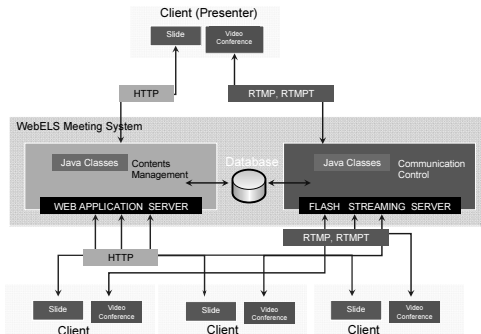 Client (Presenter)
Slide
Video
Conference
HTTP
RTMP, RTMPT
WebELS Meeting System
Java Classes
Contents
Management
Database
Java Classes
Communication
Control
WEB APPLICATION SERVER
FLASH STREAMING SERVER
RTMP, RTMPT
HTTP
Slide
Video
Conference
Slide
Video
Conference
Slide
Video
Conference
Client
Client
Client